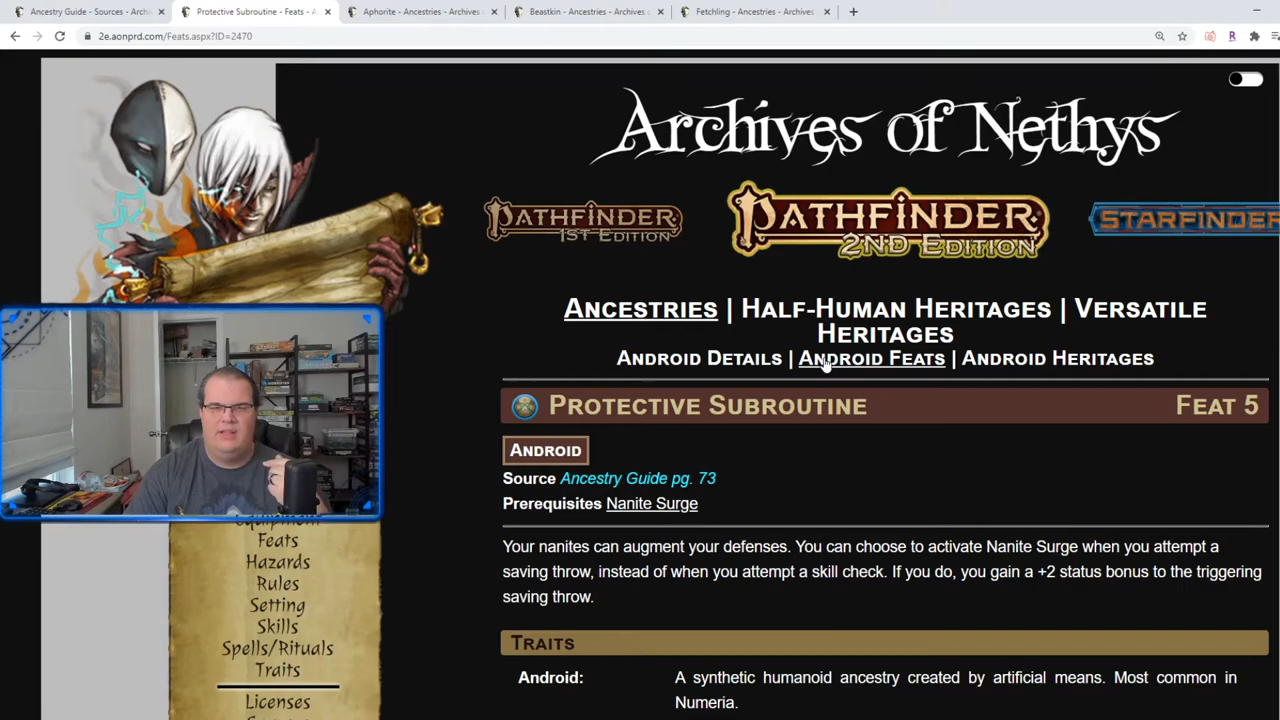 Ancestry Guide - Sources - Archi
Protective Subroutine - Feats - A
Aphorite - Ancestries - Archives
Beastkin - Ancestries - Archives
Fetchling - Ancestries - Archives
2e.aonprd.com/Feats.aspx?ID=2470
Archives of Nethys
PATHFINDER
1ST EDITION
PATHFINDER
2ND EDITION
STARFINDER
ANCESTRIES | HALF-HUMAN HERITAGES | VERSATILE
HERITAGES
ANDROID DETAILS | ANDROID FEATS | ANDROID HERITAGES
PROTECTIVE SUBROUTINE FEAT 5
ANDROID
Source Ancestry Guide pg. 73
Prerequisites Nanite Surge
Your nanites can augment your defenses. You can choose to activate Nanite Surge when you attempt a
saving throw, instead of when you attempt a skill check. If you do, you gain a +2 status bonus to the triggering
saving throw.
TRAITS
Android: A synthetic humanoid ancestry created by artificial means. Most common in
Numeria.
Equipment
Feats
Hazards
Rules
Setting
Skills
Spells/Rituals
Traits
Licenses